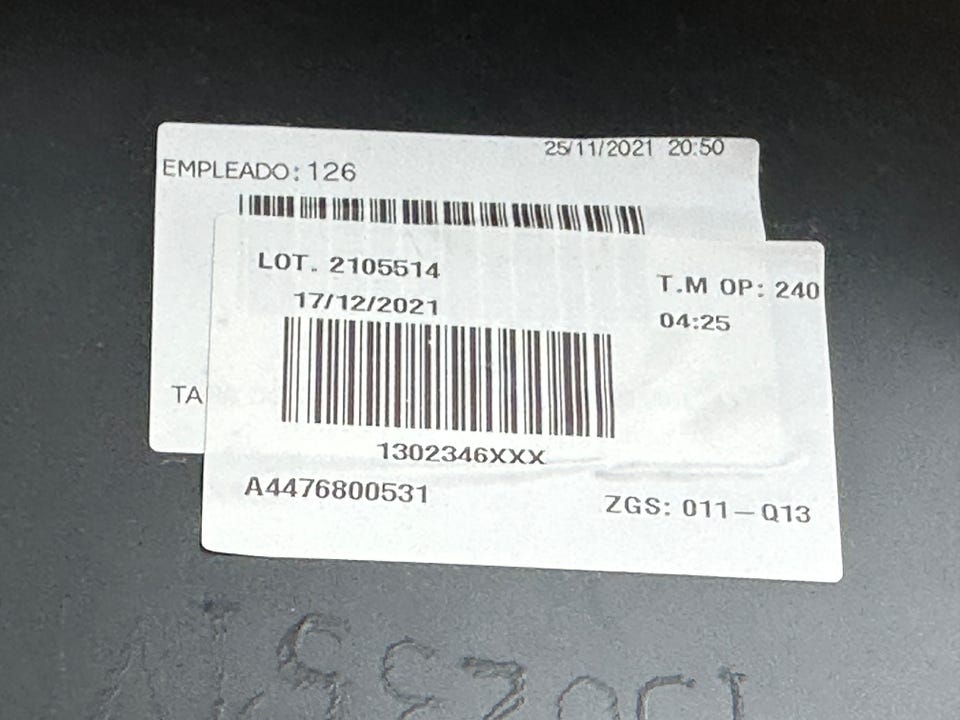 25/11/2021 20:50
EMPLEADO: 126
LOT. 2105514
T.M OP: 240
17/12/2021
04:25
TA
1302346XXX
A4476800531
ZGS: 011-Q13